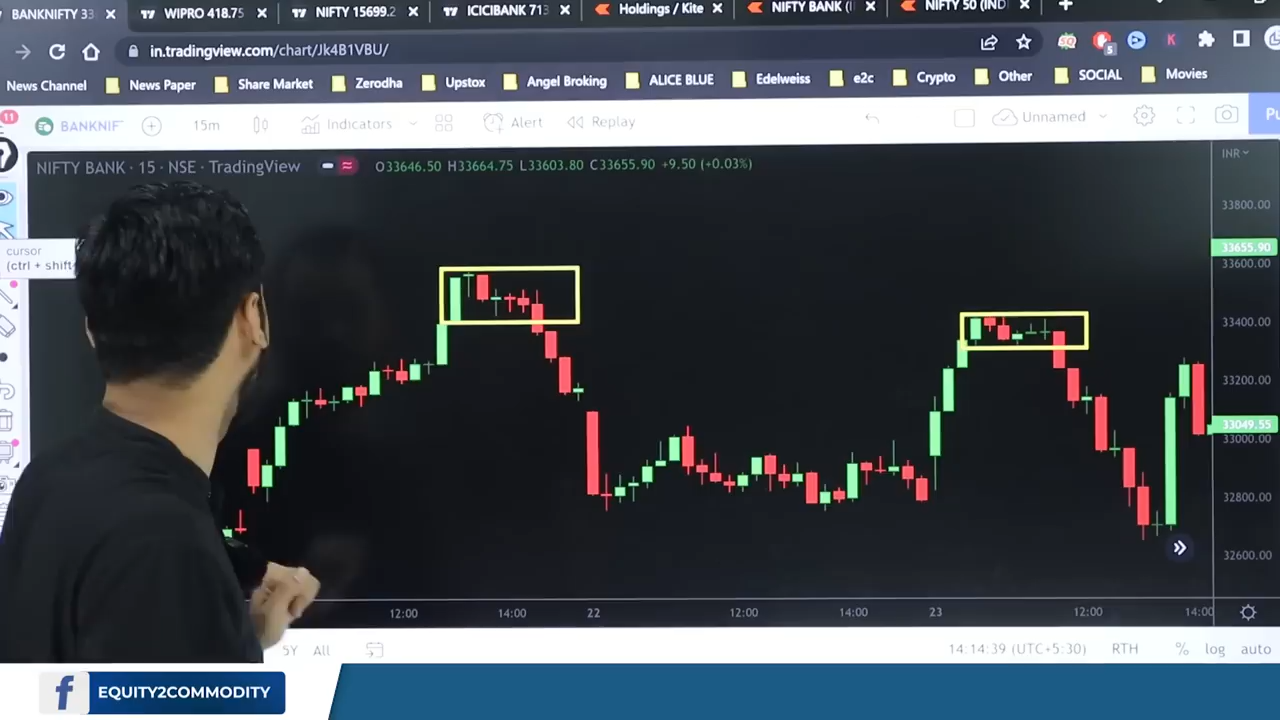 BANKNIFTY 33 WIPRO 418.75 NIFTY 15699.2 ICICIBANK 713 Holdings / Kite NIFTY BANK (I NIFTY 50 (IND
in.tradingview.com/chart/Jk4B1VBU/
News Channel News Paper Share Market Zerodha Upstox Angel Broking ALICE BLUE Edelweiss e2c Crypto Other SOCIAL Movies
11 BANKNIF 15m Indicators Alert Replay Unnamed Pu
NIFTY BANK · 15 · NSE · TradingView O33646.50 H33664.75 L33603.80 C33655.90 +9.50 (+0.03%) INR
33800.00
cursor
(ctrl + shift
33655.90
33600.00
33400.00
33200.00
33049.55
33000.00
32800.00
32600.00
12:00 14:00 22 12:00 14:00 23 12:00 14:00
5Y All 14:14:39 (UTC+5:30) RTH % log auto
f EQUITY2COMMODITY